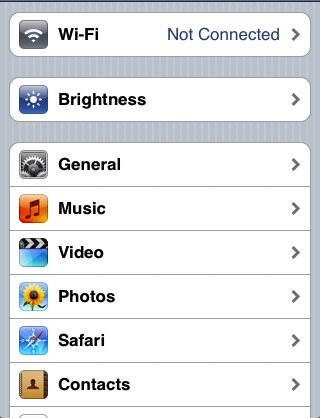 Wi-Fi Not Connected
Brightness
General
Music
Video
Photos
Safari
Contacts